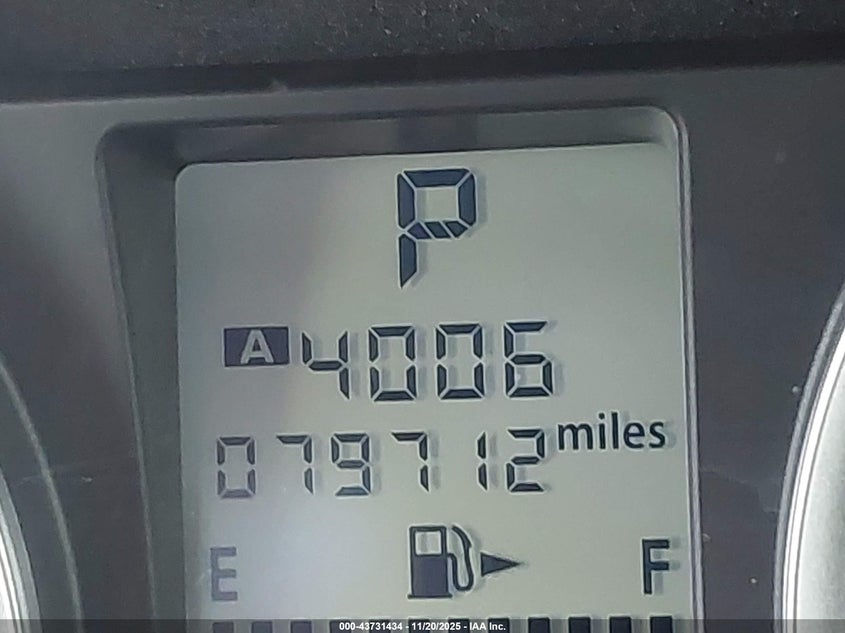 P
A 4006
079712 miles
E F
000-43731434 - 11/20/2025 - IAA Inc.